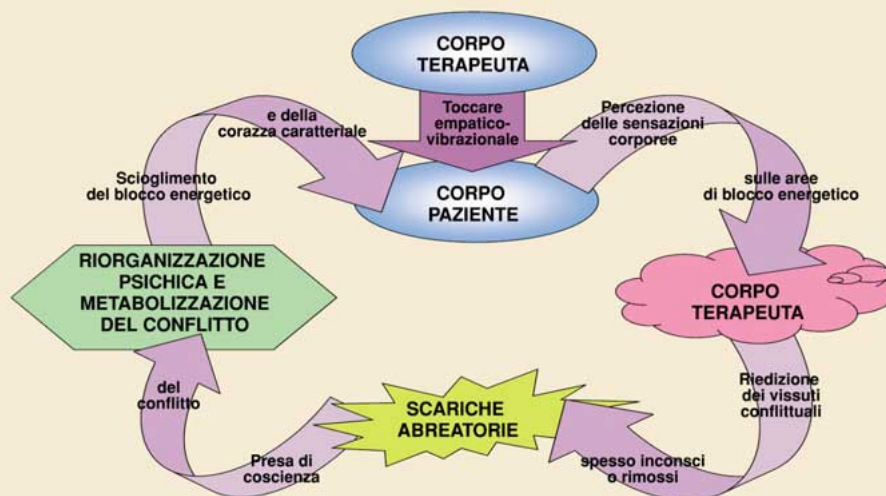 CORPO
TERAPEUTA
Toccare
empatico-
vibrazionale
CORPO
PAZIENTE
Percezione
delle sensazioni
corporee
sulle aree
di blocco energetico
CORPO
TERAPEUTA
Riedizione
dei vissuti
conflittuali
spesso inconsci
o rimossi
SCARICHE
ABREATORIE
Presa di
coscienza
del
conflitto
RIORGANIZZAZIONE
PSICHICA E
METABOLIZZAZIONE
DEL CONFLITTO
Scioglimento
del blocco energetico
e della
corazza caratteriale